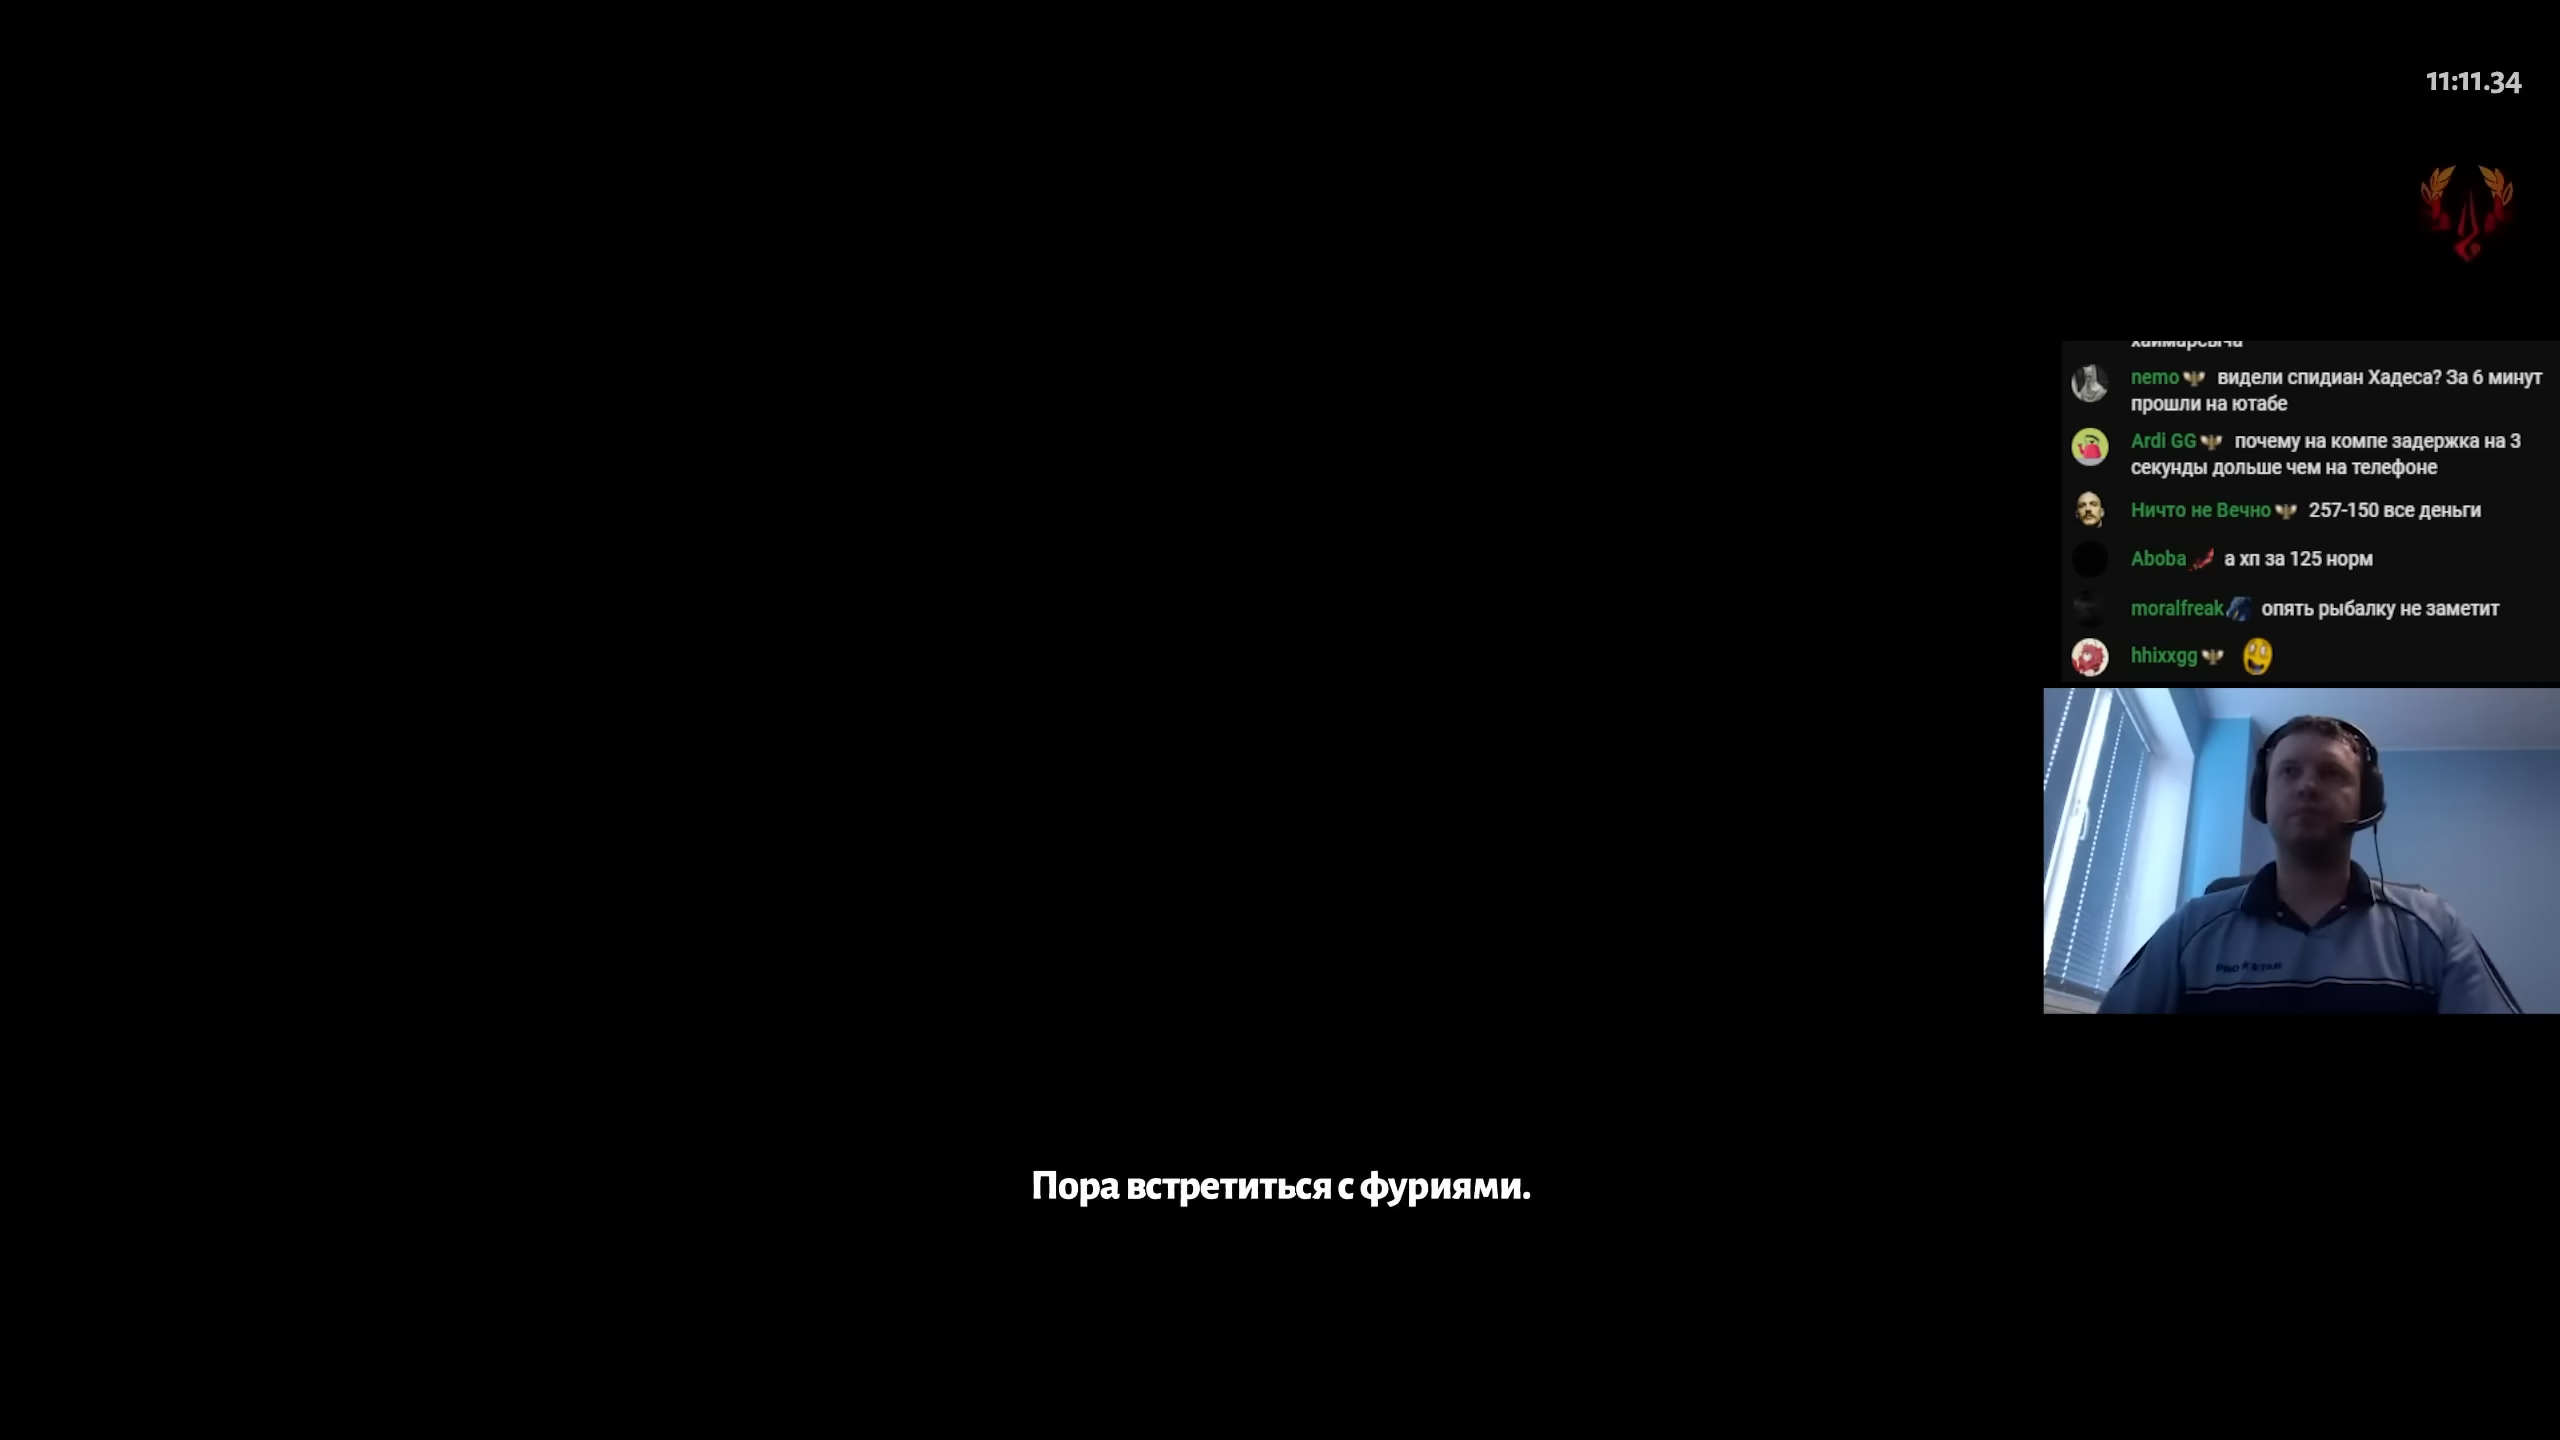 11:11.34
хаймарсыча
nemo видели спидиан Хадеса? За 6 минут
прошли на ютабе
Ardi GG почему на компе задержка на 3
секунды дольше чем на телефоне
Ничто не Вечно 257-150 все деньги
Aboba а хп за 125 норм
moralfreak опять рыбалку не заметит
hhixxgg
Пора встретиться с фуриями.